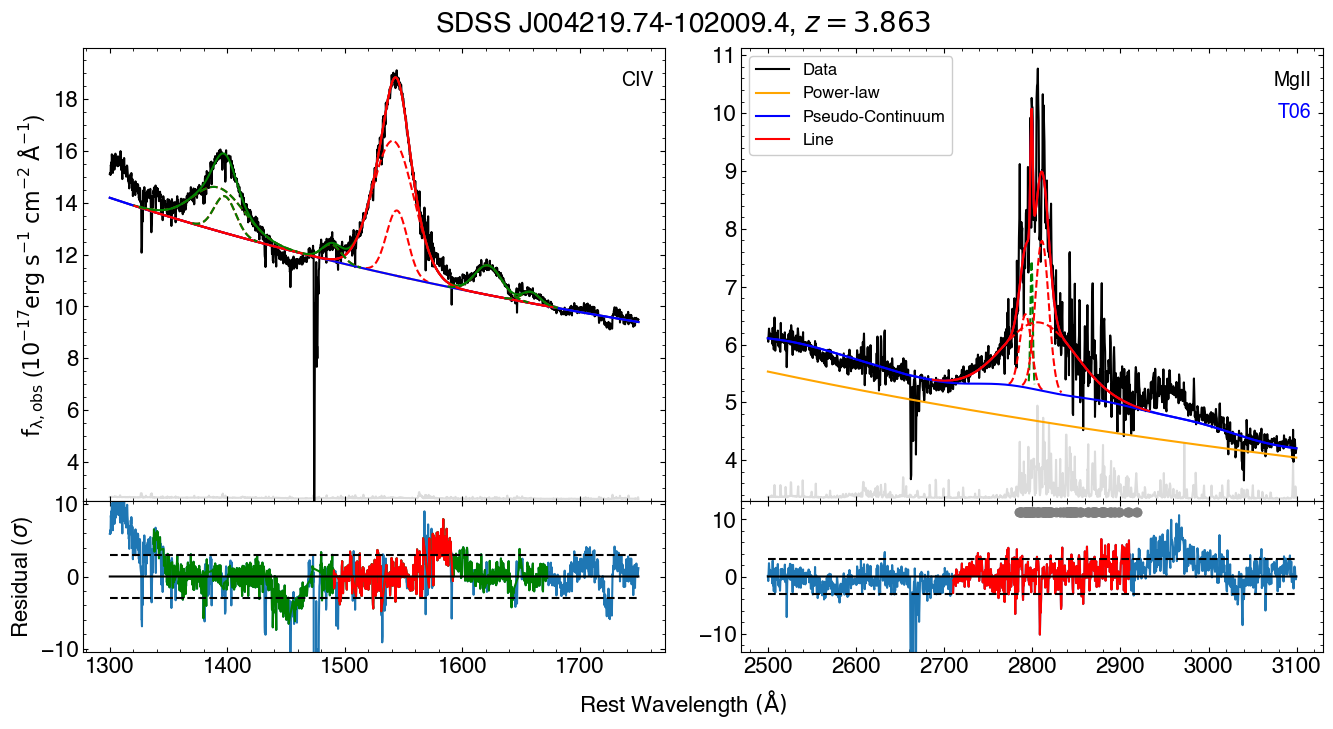 SDSS J004219.74-102009.4, z = 3.863
f_λ,obs (10⁻¹⁷erg s⁻¹ cm⁻² Å⁻¹)
18
16
14
12
10
8
6
4
CIV
11
10
9
8
7
6
5
4
Data
Power-law
Pseudo-Continuum
Line
MgII
T06
Residual (σ)
10
0
−10
1300 1400 1500 1600 1700
10
0
−10
2500 2600 2700 2800 2900 3000 3100
Rest Wavelength (Å)